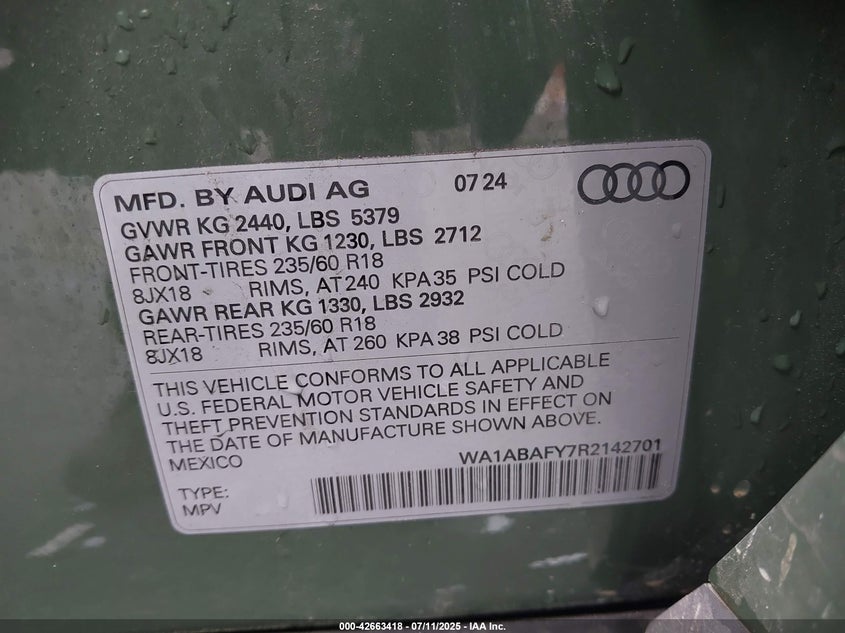 MFD. BY AUDI AG 07 24
GVWR KG 2440, LBS 5379
GAWR FRONT KG 1230, LBS 2712
FRONT-TIRES 235/60 R18
8JX18 RIMS, AT 240 KPA 35 PSI COLD
GAWR REAR KG 1330, LBS 2932
REAR-TIRES 235/60 R18
8JX18 RIMS, AT 260 KPA 38 PSI COLD
THIS VEHICLE CONFORMS TO ALL APPLICABLE
U.S. FEDERAL MOTOR VEHICLE SAFETY AND
THEFT PREVENTION STANDARDS IN EFFECT ON
THE DATE OF MANUFACTURE SHOWN ABOVE.
MEXICO WA1ABAFY7R2142701
TYPE:
MPV
000-42663418 - 07/11/2025 - IAA Inc.